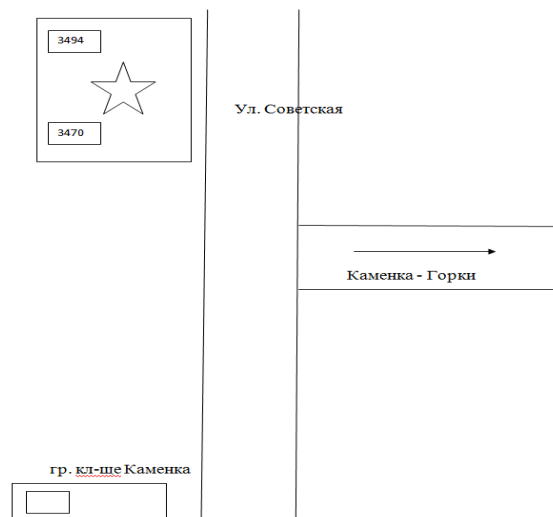 3494
Ул. Советская
3470
Каменка - Горки
гр. кл-ще Каменка